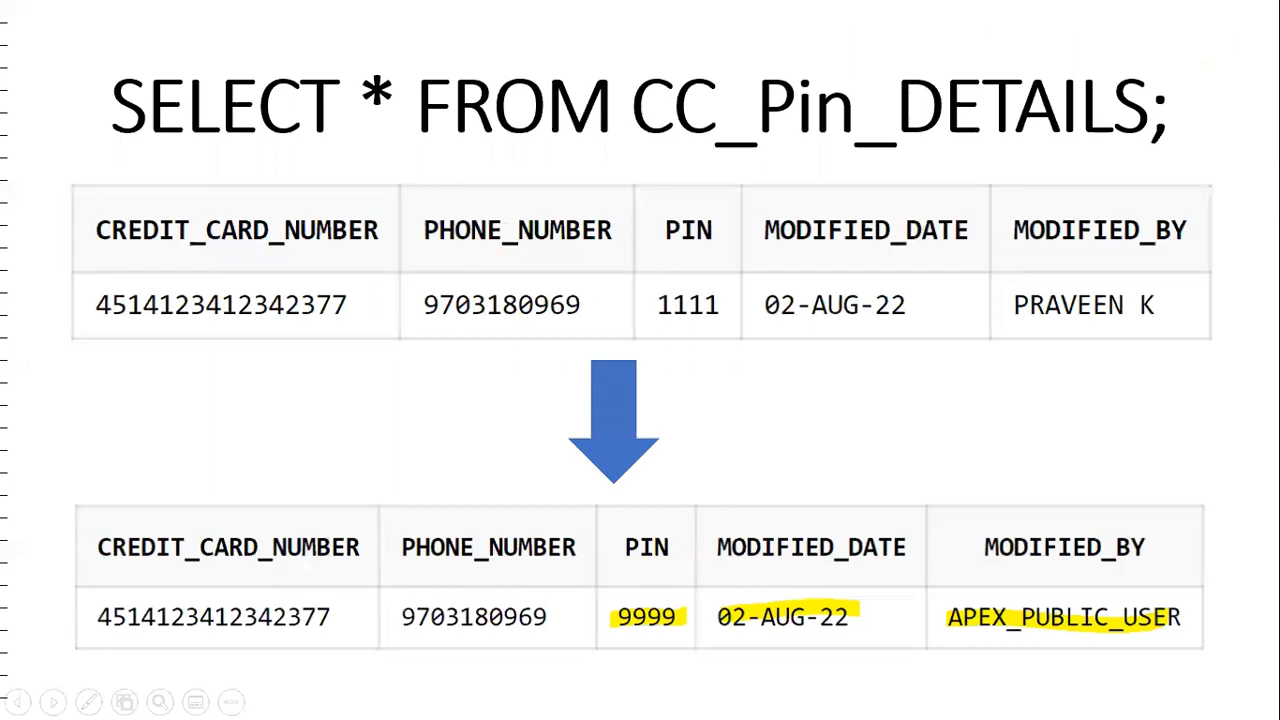 SELECT * FROM CC_Pin_DETAILS;
CREDIT_CARD_NUMBER PHONE_NUMBER PIN MODIFIED_DATE MODIFIED_BY
4514123412342377 9703180969 1111 02-AUG-22 PRAVEEN K
CREDIT_CARD_NUMBER PHONE_NUMBER PIN MODIFIED_DATE MODIFIED_BY
4514123412342377 9703180969 9999 02-AUG-22 APEX_PUBLIC_USER